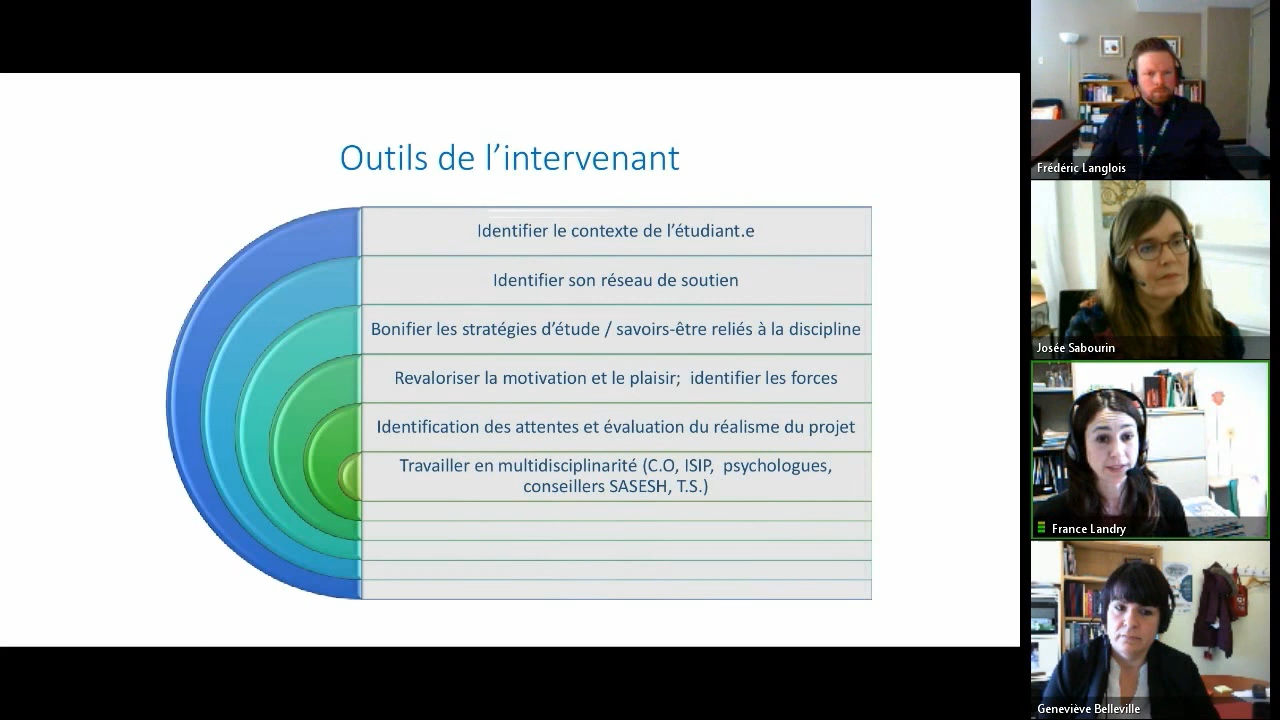 Outils de l’intervenant
Identifier le contexte de l’étudiant.e
Identifier son réseau de soutien
Bonifier les stratégies d’étude / savoirs-être reliés à la discipline
Revaloriser la motivation et le plaisir;  identifier les forces
Identification des attentes et évaluation du réalisme du projet
Travailler en multidisciplinarité (C.O, ISIP,  psychologues,
conseillers SASESH, T.S.)
Frédéric Langlois
Josée Sabourin
France Landry
Geneviève Belleville